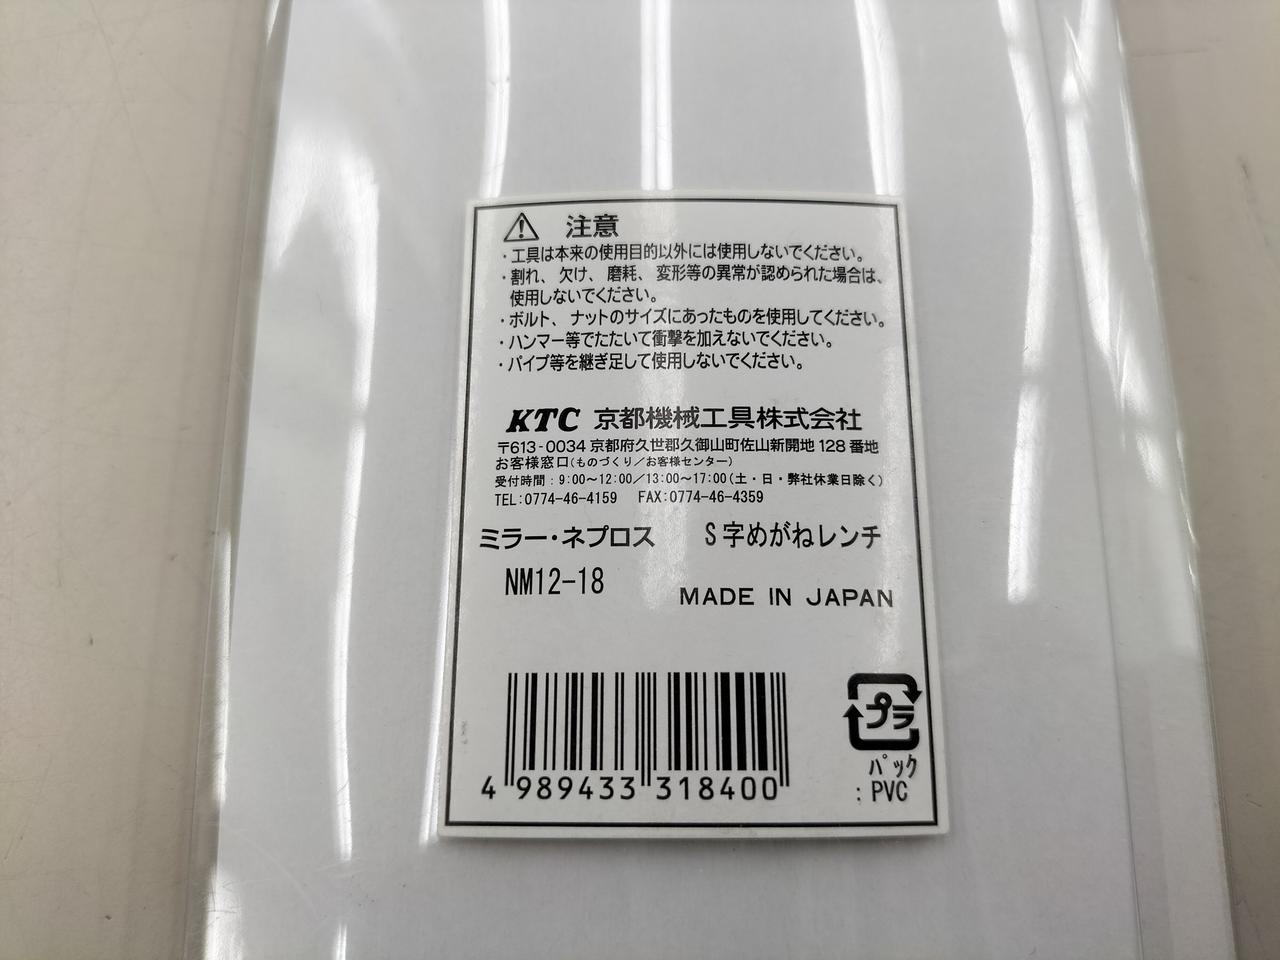 注意
・工具は本来の使用目的以外には使用しないでください。
・割れ、欠け、磨耗、変形等の異常が認められた場合は、
使用しないでください。
・ボルト、ナットのサイズにあったものを使用してください。
・ハンマー等でたたいて衝撃を加えないでください。
・パイプ等を継ぎ足して使用しないでください。
KTC 京都機械工具株式会社
〒613-0034 京都府久世郡久御山町佐山新開地128番地
お客様窓口(ものづくり/お客様センター)
受付時間:9:00~12:00/13:00~17:00(土・日・弊社休業日除く)
TEL:0774-46-4159 FAX:0774-46-4359
ミラー・ネプロス S字めがねレンチ
NM12-18
MADE IN JAPAN
4 989433 318400
プラ
パック
:PVC